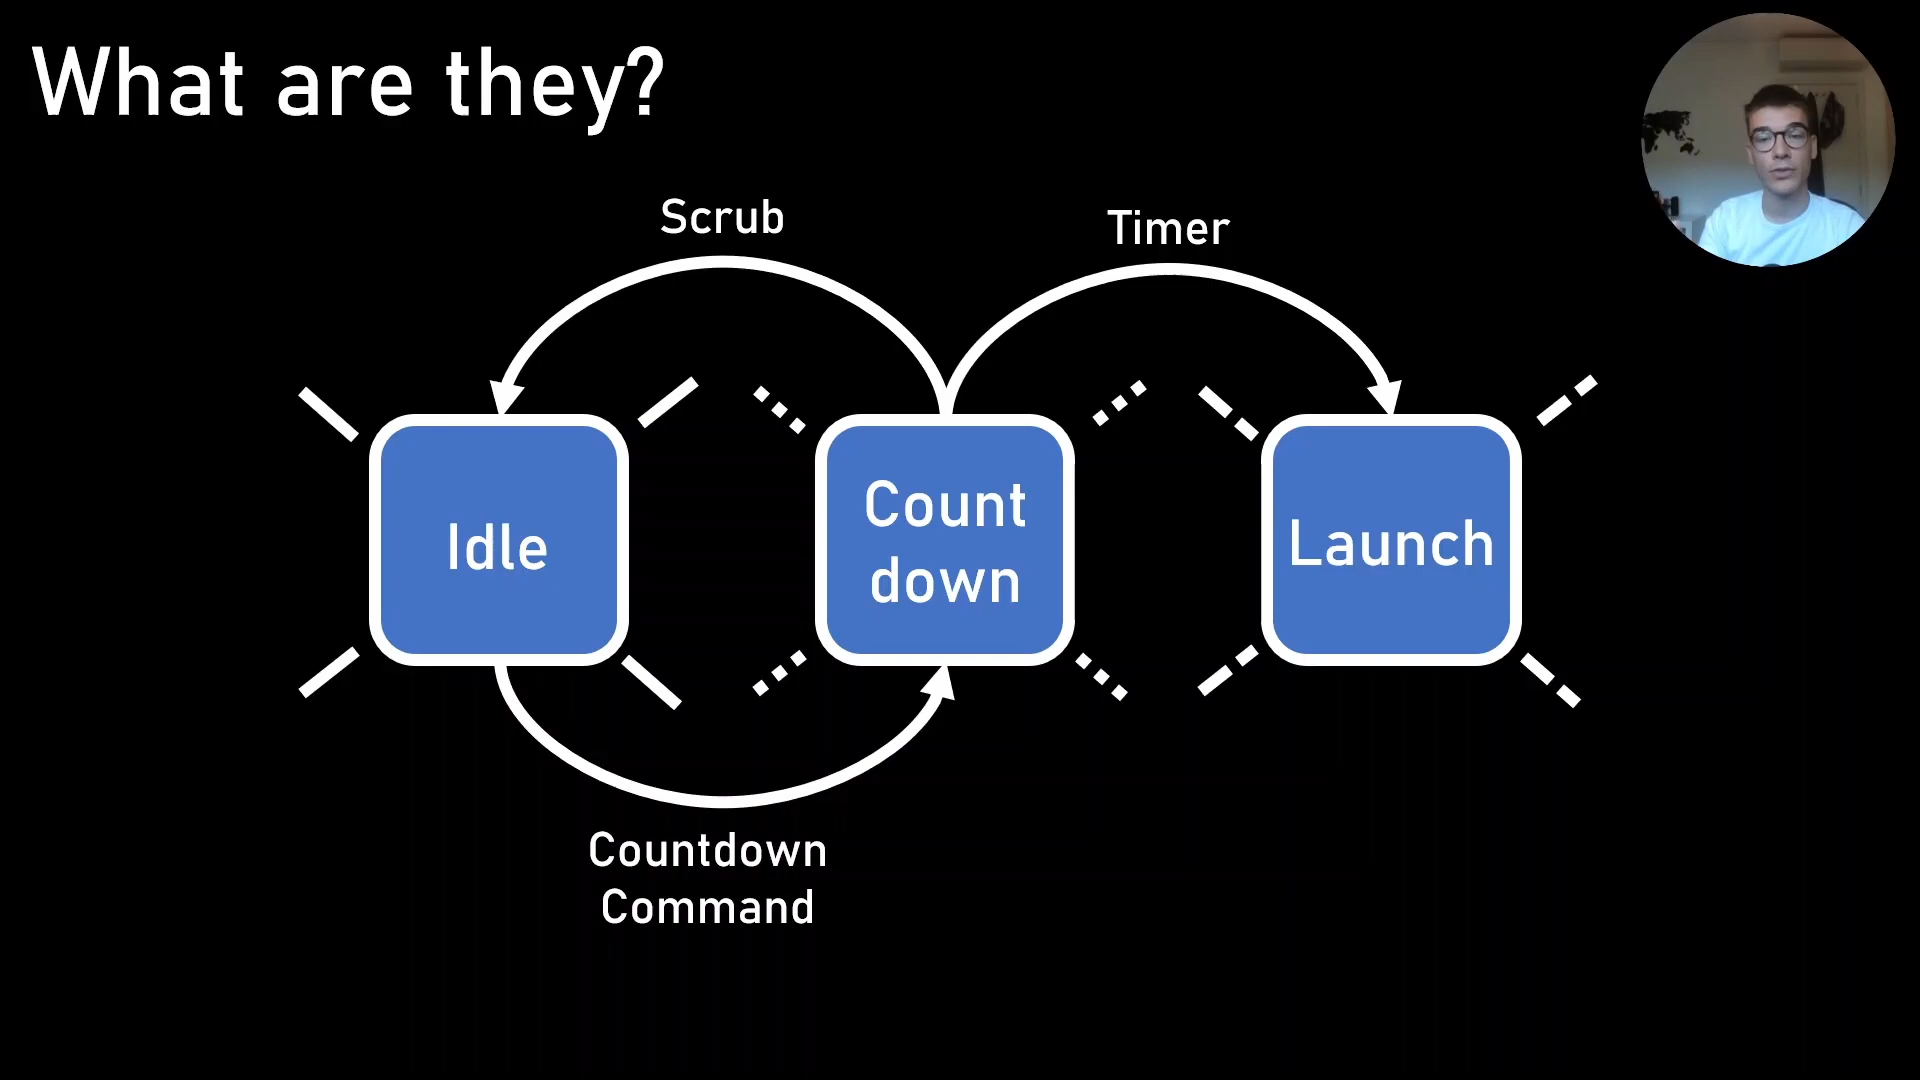 What are they?
Scrub
Timer
Idle
Count
down
Launch
Countdown
Command